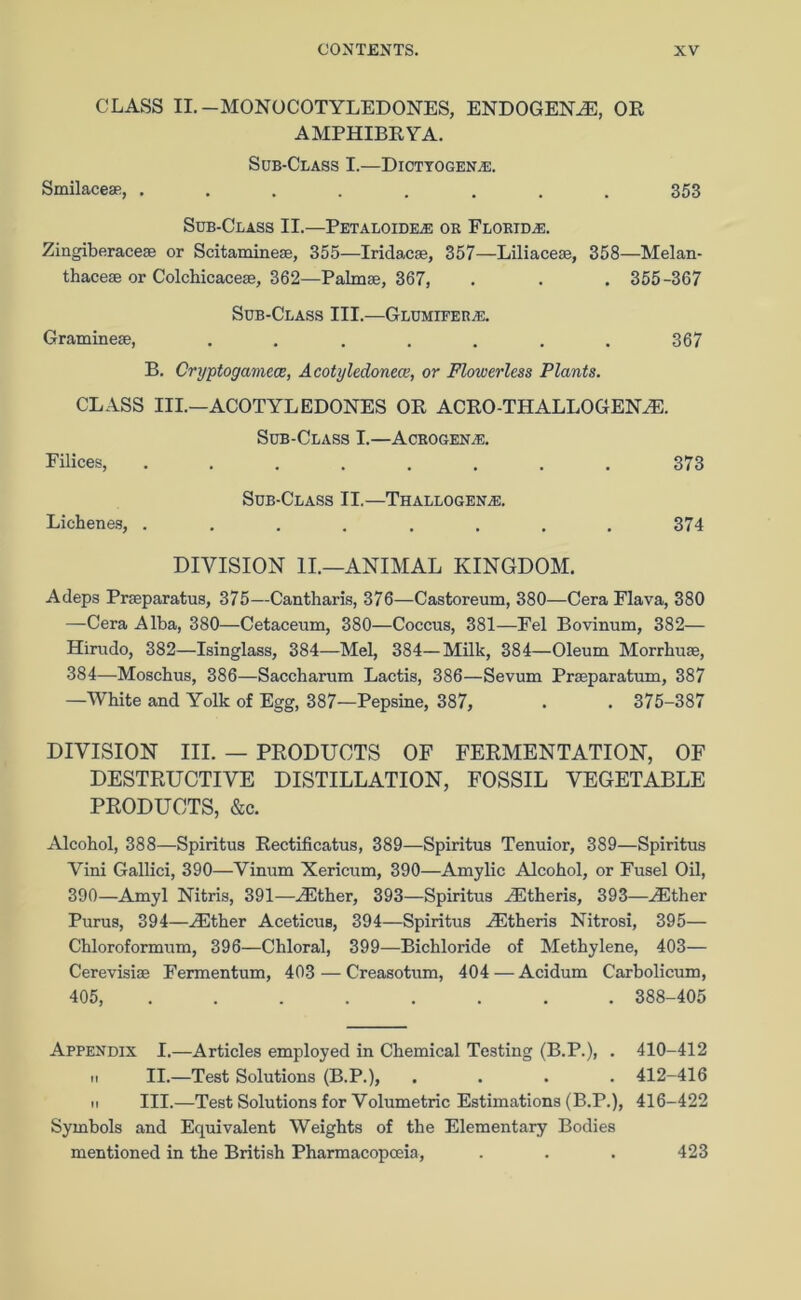 CONTENTS. XV
CLASS II.—MONOCOTYLEDONES, ENDOGENÆ, OR
AMPHIBRYA.
SUB-CLASS I.—DICTYOGENÆ.
Smilaceæ, . . . . . . . . 353
SUB-CLASS II.—PETALOIDEÆ OR FLORIDÆ.
Zingiberaceæ or Scitamineæ, 355—Iridacæ, 357—Liliaceæ, 358—Melan-
thaceæ or Colchicaceæ, 362—Palmæ, 367, . . . 355-367
SUB-CLASS III.—GLUMIFERÆ.
Gramineæ, . . . . . . . 367
B. Cryptogameæ, Acotyledoneæ, or Flowerless Plants.
CLASS III.—ACOTYLEDONES OR ACRO-THALLOGENÆ.
SUB-CLASS I.—ACROGENÆ.
Filices, . . . . . . . . 373
SUB-CLASS II.—THALLOGENÆ.
Lichenes, . . . . . . . . 374
DIVISION II.—ANIMAL KINGDOM.
Adeps Præparatus, 375—Cantharis, 376—Castoreum, 380—Cera Flava, 380
—Cera Alba, 380—Cetaceum, 380—Coccus, 381—Fel Bovinum, 382—
Hirudo, 382—Isinglass, 384—Mel, 384—Milk, 384—Oleum Morrhuæ,
384—Moschus, 386—Saccharum Lactis, 386—Sevum Præparatum, 387
—White and Yolk of Egg, 387—Pepsine, 387, . . 375-387
DIVISION III. — PRODUCTS OF FERMENTATION, OF
DESTRUCTIVE DISTILLATION, FOSSIL VEGETABLE
PRODUCTS, &c.
Alcohol, 388—Spiritus Rectificatus, 389—Spiritus Tenuior, 389—Spiritus
Vini Gallici, 390—Vinum Xericum, 390—Amylic Alcohol, or Fusel Oil,
390—Amyl Nitris, 391—Æther, 393—Spiritus Ætheris, 393—Æther
Purus, 394—Æther Aceticus, 394—Spiritus Ætheris Nitrosi, 395—
Chloroformum, 396—Chloral, 399—Bichloride of Methylene, 403—
Cerevisiæ Fermentum, 403 — Creasotum, 404 — Acidum Carbolicum,
405, . . . . . . . . 388-405
APPENDIX I.—Articles employed in Chemical Testing (B.P.), . 410-412
" II.—Test Solutions (B.P.), . . . . 412-416
" III.—Test Solutions for Volumetric Estimations (B.P.), 416-422
Symbols and Equivalent Weights of the Elementary Bodies
mentioned in the British Pharmacopœia, . . . 423